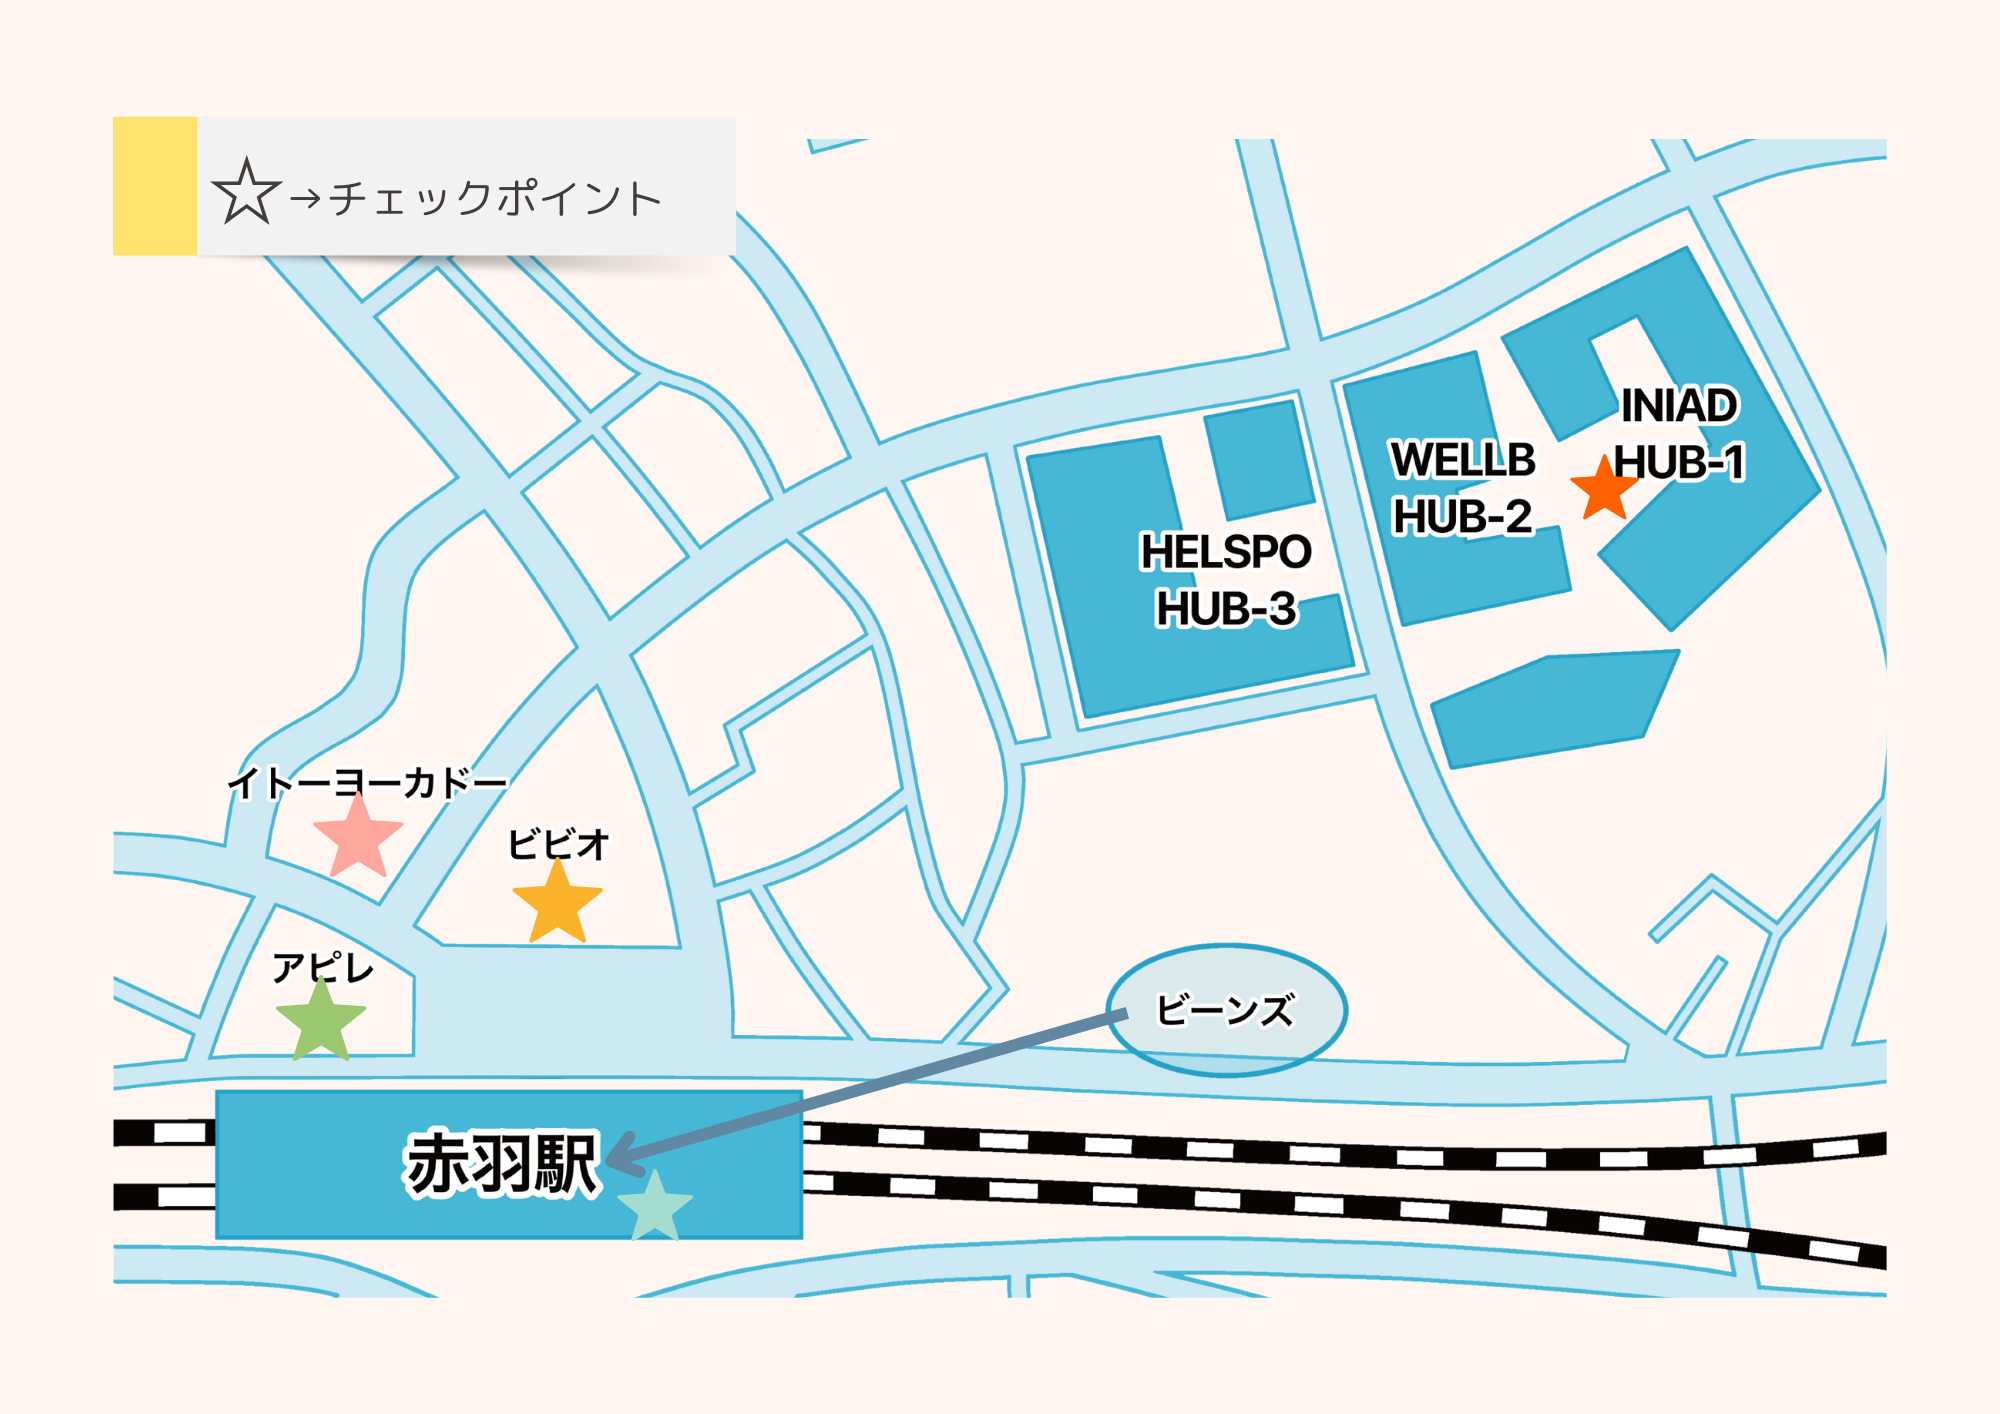 ☆→チェックポイント
INIAD
HUB-1
WELLB
HUB-2
HELSPO
HUB-3
イトーヨーカドー
ビビオ
アピレ
ビーンズ
赤羽駅